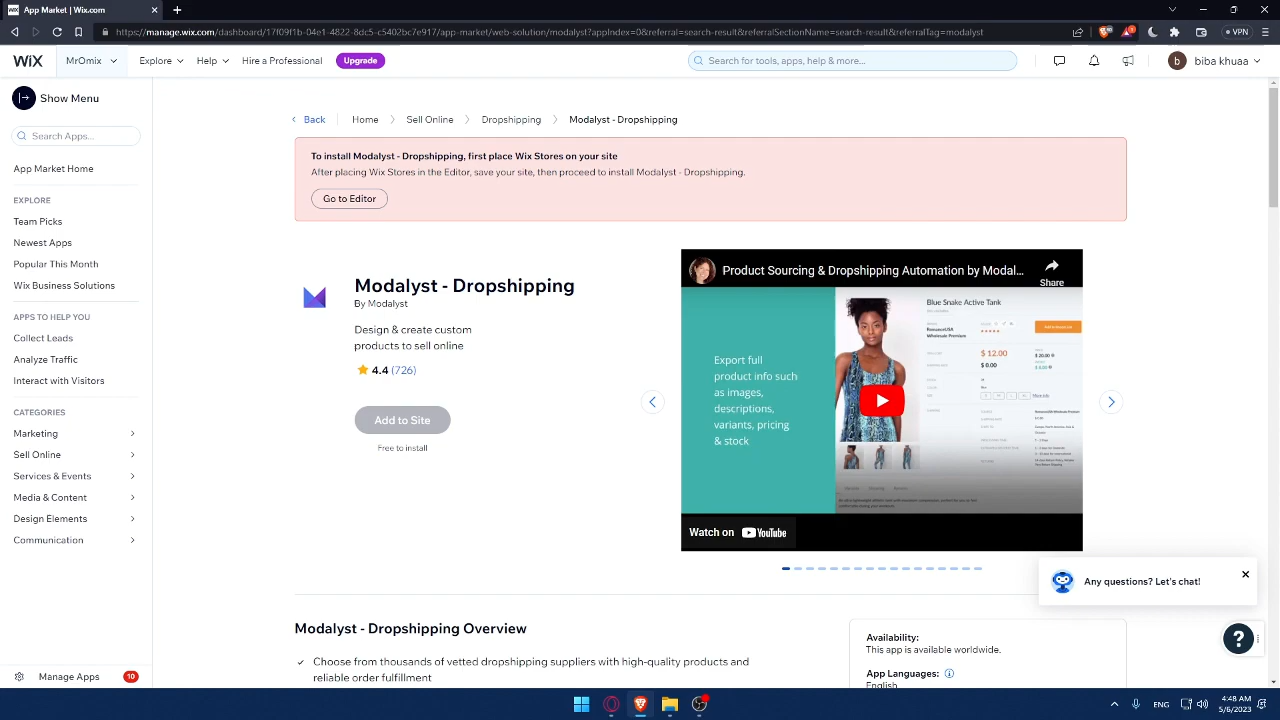 App Market | Wix.com
https://manage.wix.com/dashboard/17f09f1b-04e1-4822-8dc5-c5402bc7e917/app-market/web-solution/modalyst?appIndex=0&referral=search-result&referralSectionName=search-result&referralTag=modalyst
VPN
WiX
MrOmix
Explore
Help
Hire a Professional
Upgrade
Search for tools, apps, help & more...
b
biba khusa
Show Menu
Search Apps...
App Market Home
EXPLORE
Team Picks
Newest Apps
Popular This Month
Wix Business Solutions
APPS TO HELP YOU
Collect Leads
Analyze Traffic
Interact with Visitors
CATEGORIES
Marketing
Sell Online
Services & Events
Media & Content
Design Elements
Communication
Manage Apps
10
Back
Home
Sell Online
Dropshipping
Modalyst - Dropshipping
To install Modalyst - Dropshipping, first place Wix Stores on your site
After placing Wix Stores in the Editor, save your site, then proceed to install Modalyst - Dropshipping.
Go to Editor
Modalyst - Dropshipping
By Modalyst
Design & create custom
products to sell online
4.4 (726)
Add to Site
Free to install
Product Sourcing & Dropshipping Automation by Modal...
Share
Export full
product info such
as images,
descriptions,
variants, pricing
& stock
Blue Snake Active Tank
$ 12.00
$ 0.00
Watch on YouTube
Any questions? Let's chat!
?
Modalyst - Dropshipping Overview
Choose from thousands of vetted dropshipping suppliers with high-quality products and
reliable order fulfillment
Availability:
This app is available worldwide.
App Languages:
English
ENG
4:48 AM
5/6/2023